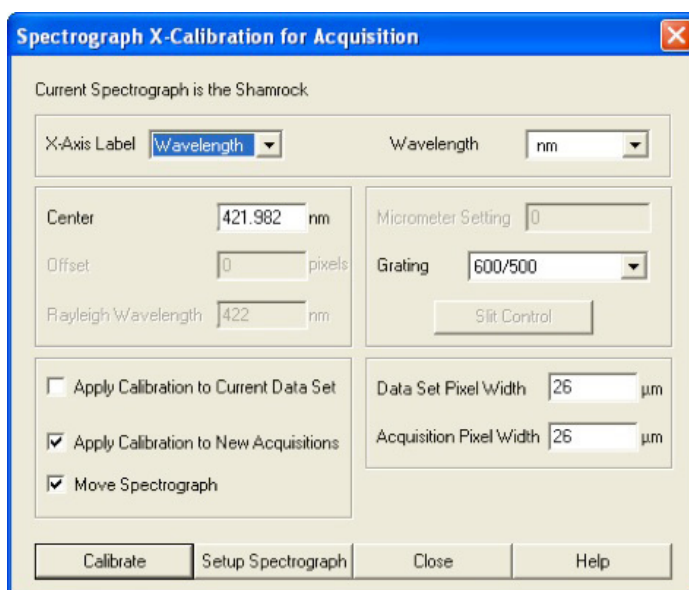 Spectrograph X-Calibration for Acquisition
Current Spectrograph is the Shamrock
X-Axis Label Wavelength Wavelength nm
Center 421.982 nm
Offset 0 pixels
Rayleigh Wavelength 422 nm
Micrometer Setting 0
Grating 600/500
Slit Control
Apply Calibration to Current Data Set
Apply Calibration to New Acquisitions
Move Spectrograph
Data Set Pixel Width 26 µm
Acquisition Pixel Width 26 µm
Calibrate Setup Spectrograph Close Help